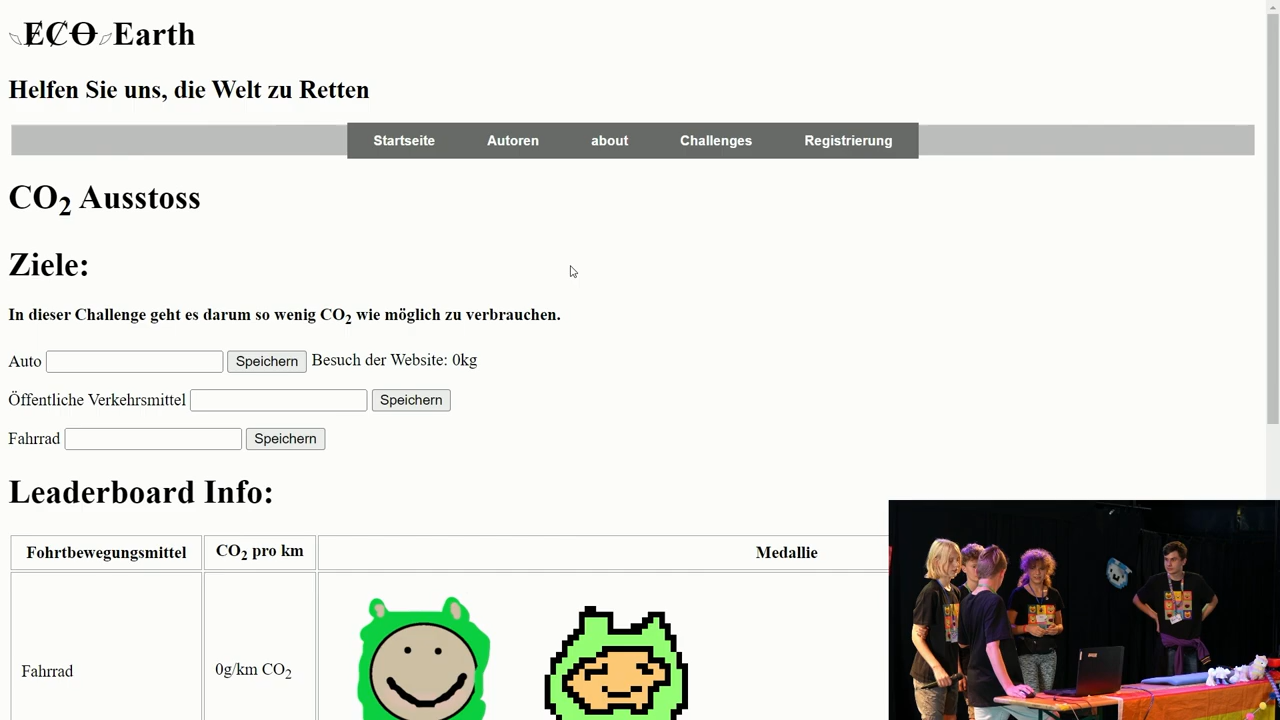 ECO Earth
Helfen Sie uns, die Welt zu Retten
Startseite Autoren about Challenges Registrierung
CO₂ Ausstoss
Ziele:
In dieser Challenge geht es darum so wenig CO₂ wie möglich zu verbrauchen.
Auto Speichern Besuch der Website: 0kg
Öffentliche Verkehrsmittel Speichern
Fahrrad Speichern
Leaderboard Info:
Fohrtbewegungsmittel CO₂ pro km Medallie
Fahrrad 0g/km CO₂